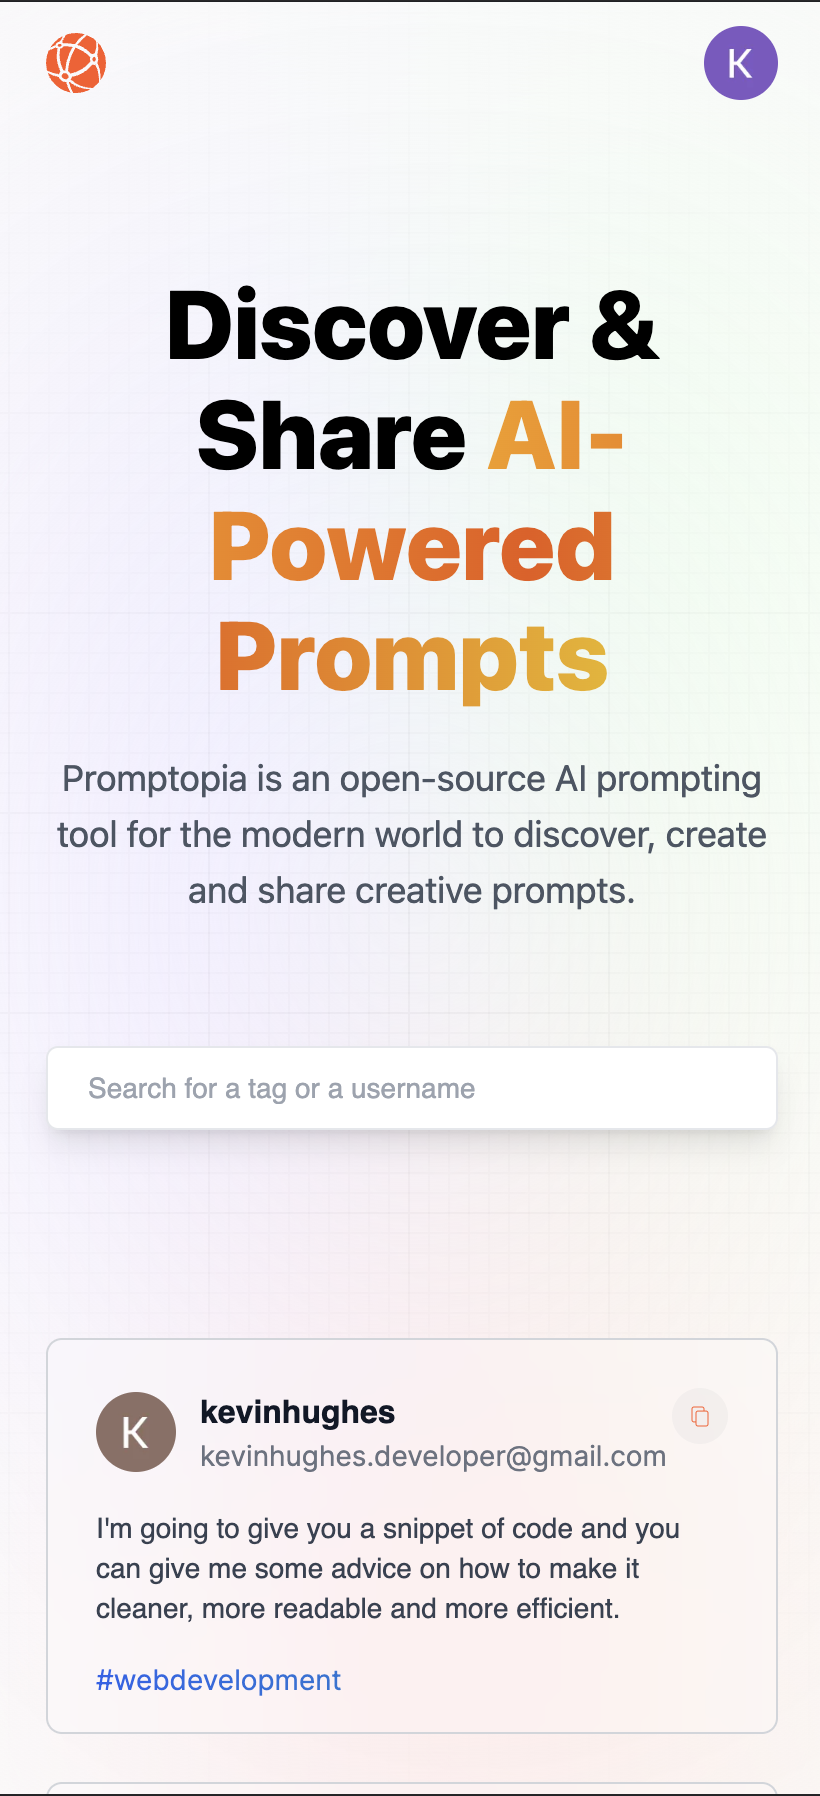 K
Discover &
Share AI-
Powered
Prompts
Promptopia is an open-source AI prompting
tool for the modern world to discover, create
and share creative prompts.
Search for a tag or a username
K
kevinhughes
kevinhughes.developer@gmail.com
I'm going to give you a snippet of code and you
can give me some advice on how to make it
cleaner, more readable and more efficient.
#webdevelopment